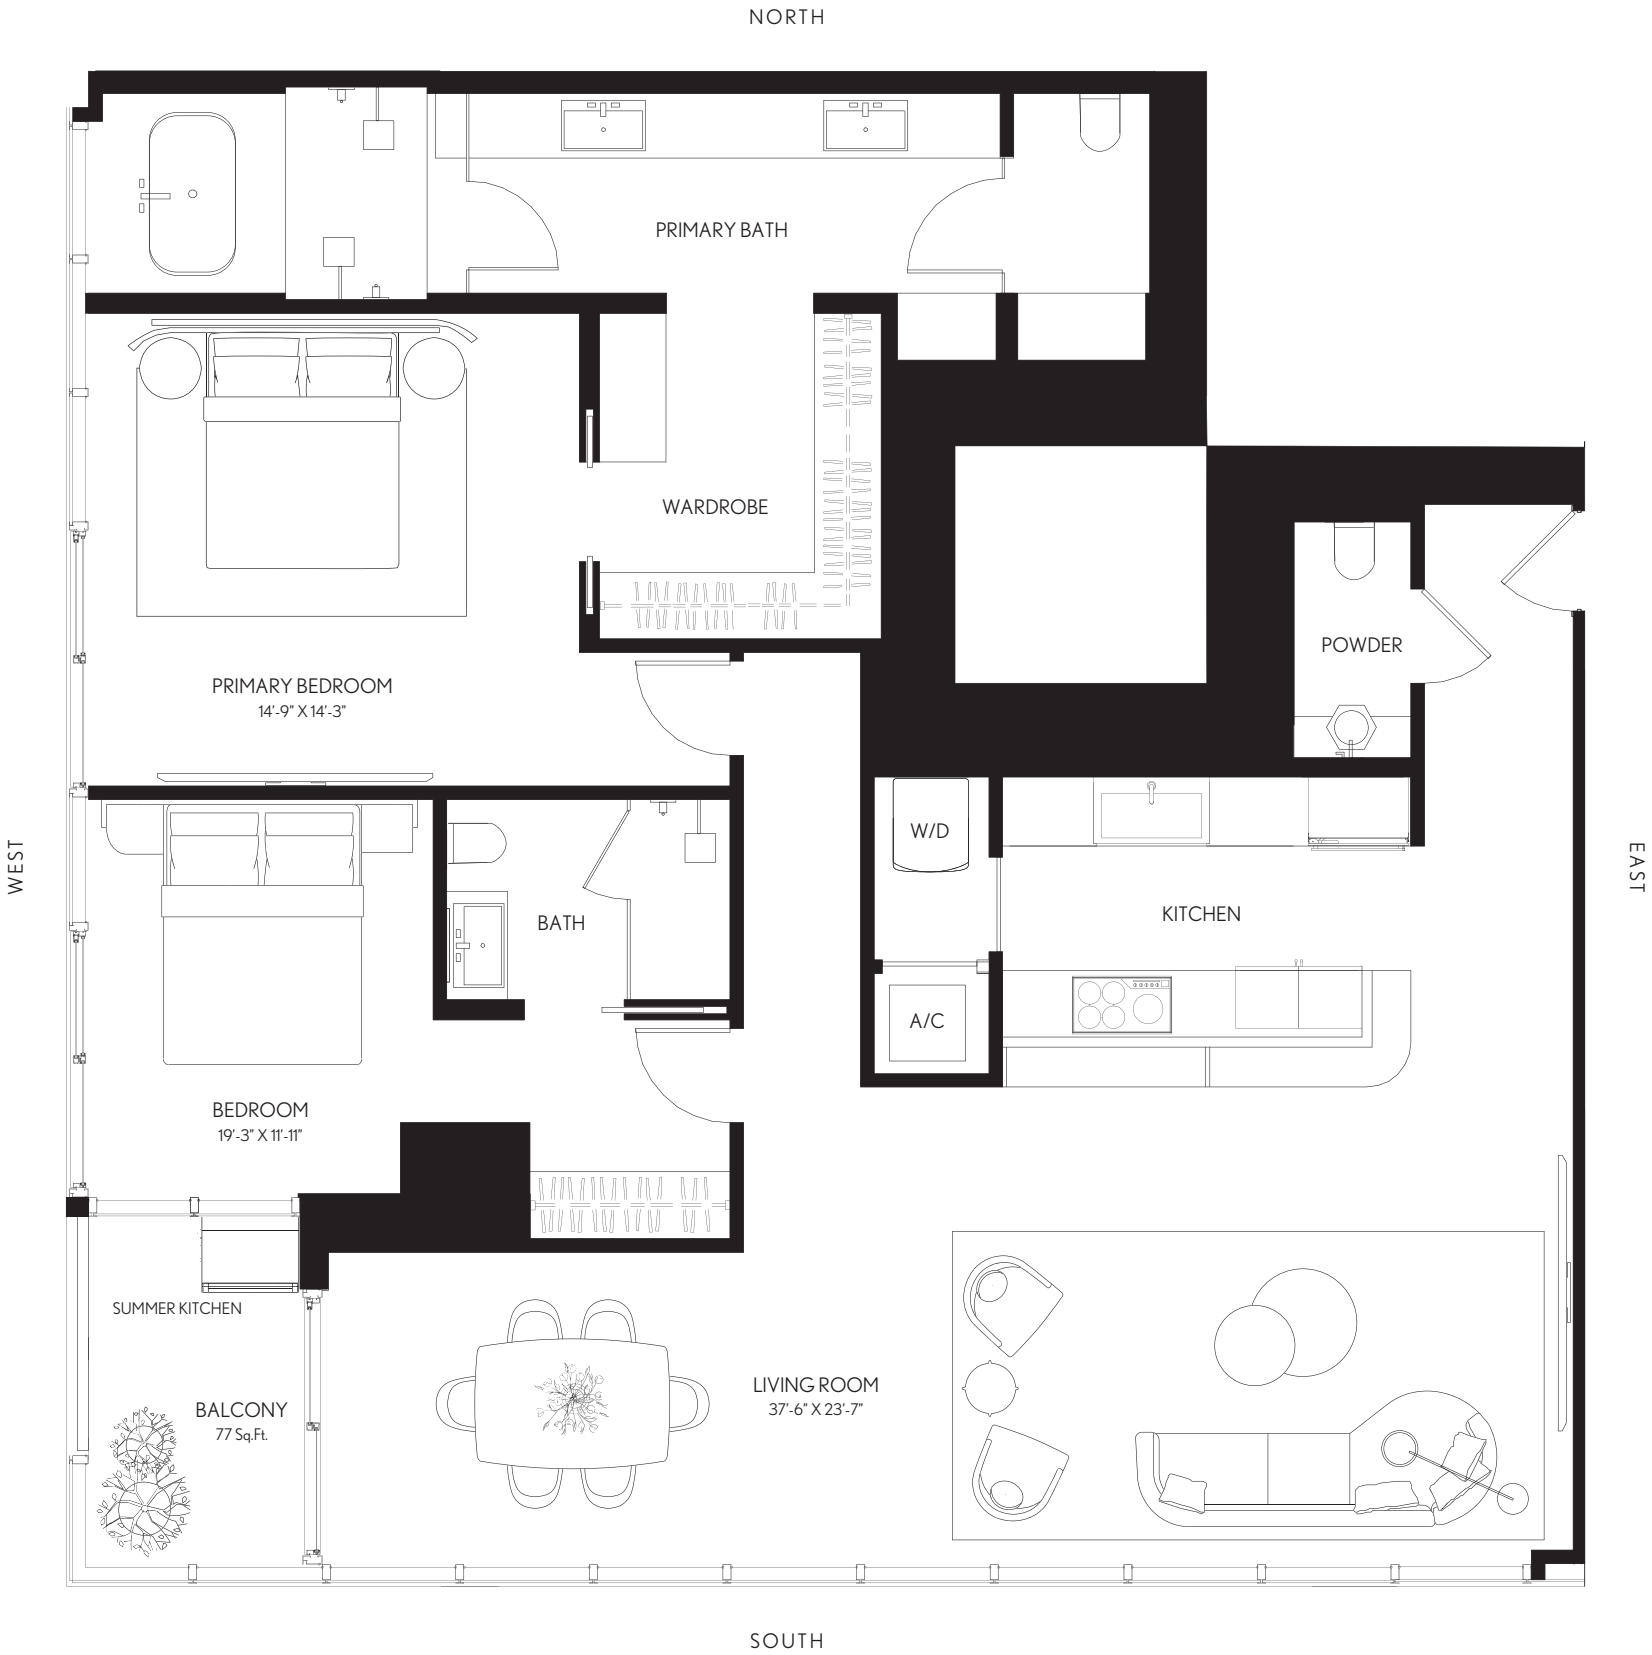 NORTH
PRIMARY BATH
WARDROBE
POWDER
PRIMARY BEDROOM
14'-9" X 14'-3"
W/D
WEST
EAST
KITCHEN
BATH
A/C
BEDROOM
19'-3" X 11'-11"
SUMMER KITCHEN
LIVING ROOM
37'-6" X 23'-7"
BALCONY
77 Sq.Ft.
SOUTH